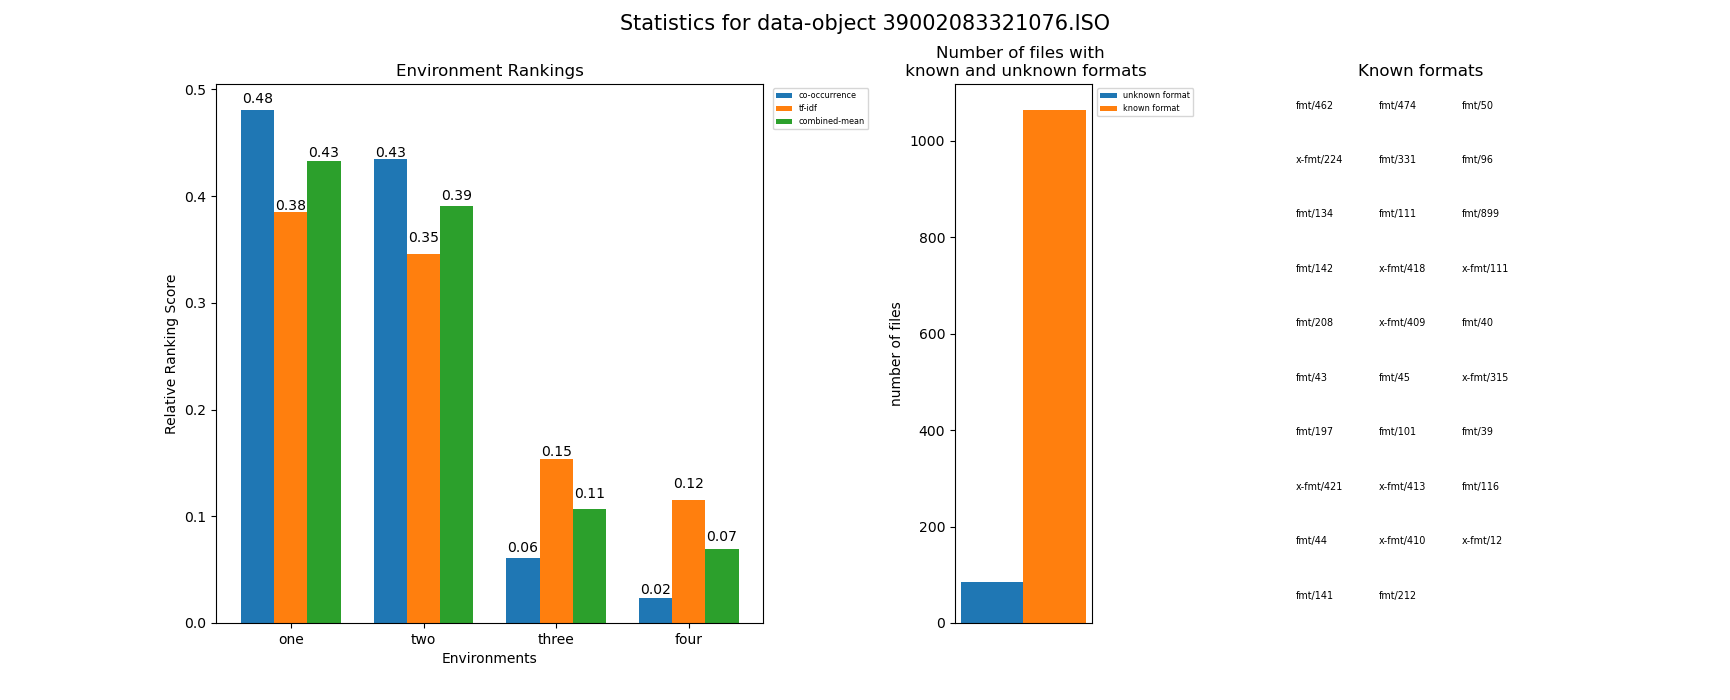 Statistics for data-object 39002083321076.ISO
Environment Rankings
0.5
0.4
0.3
0.2
0.1
0.0
Relative Ranking Score
0.48
0.38
0.43
0.43
0.35
0.39
0.06
0.15
0.11
0.02
0.12
0.07
one two three four
Environments
co-occurrence
tf-idf
combined-mean
Number of files with
known and unknown formats
1000
800
600
400
200
0
number of files
unknown format
known format
Known formats
fmt/462 fmt/474 fmt/50
x-fmt/224 fmt/331 fmt/96
fmt/134 fmt/111 fmt/899
fmt/142 x-fmt/418 x-fmt/111
fmt/208 x-fmt/409 fmt/40
fmt/43 fmt/45 x-fmt/315
fmt/197 fmt/101 fmt/39
x-fmt/421 x-fmt/413 fmt/116
fmt/44 x-fmt/410 x-fmt/12
fmt/141 fmt/212